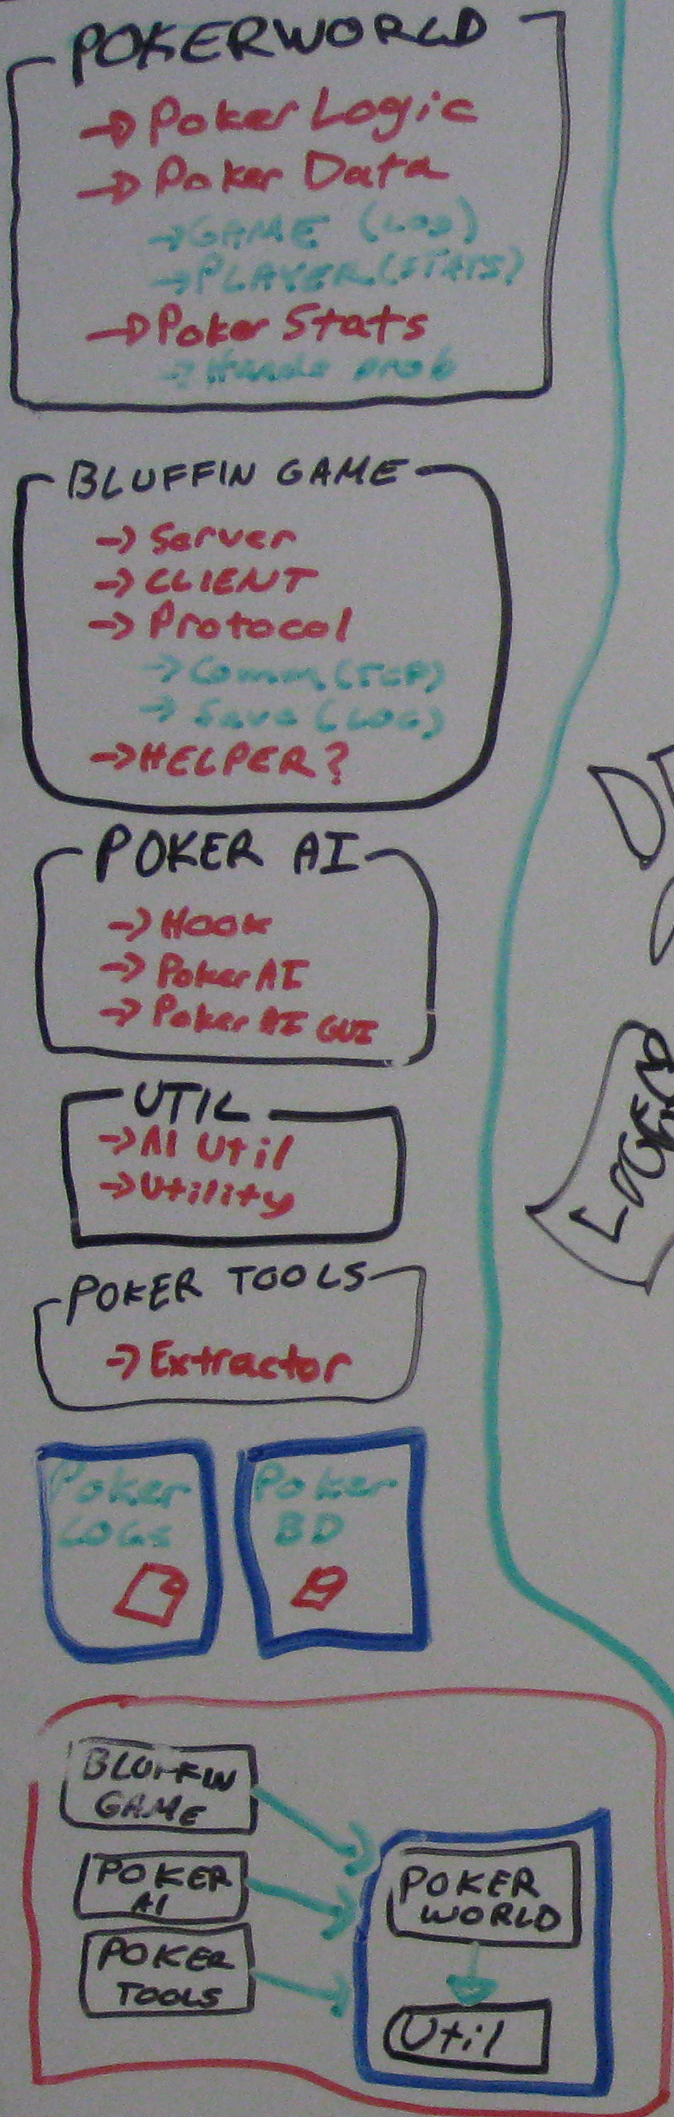 POKERWORLD
→ Poker Logic
→ Poker Data
→ GAME (LOG)
→ PLAYER (STATS)
→ Poker Stats
→ Hands prob
BLUFFIN GAME
→ Server
→ CLIENT
→ Protocol
→ Comm (TCP)
→ Save (LOG)
→ HELPER?
POKER AI
→ Hook
→ Poker AI
→ Poker AI GUI
UTIL
→ AI Util
→ Utility
POKER TOOLS
→ Extractor
Poker
LOGs
Poker
BD
BLUFFIN
GAME
POKER
AI
POKER
TOOLS
POKER
WORLD
Util